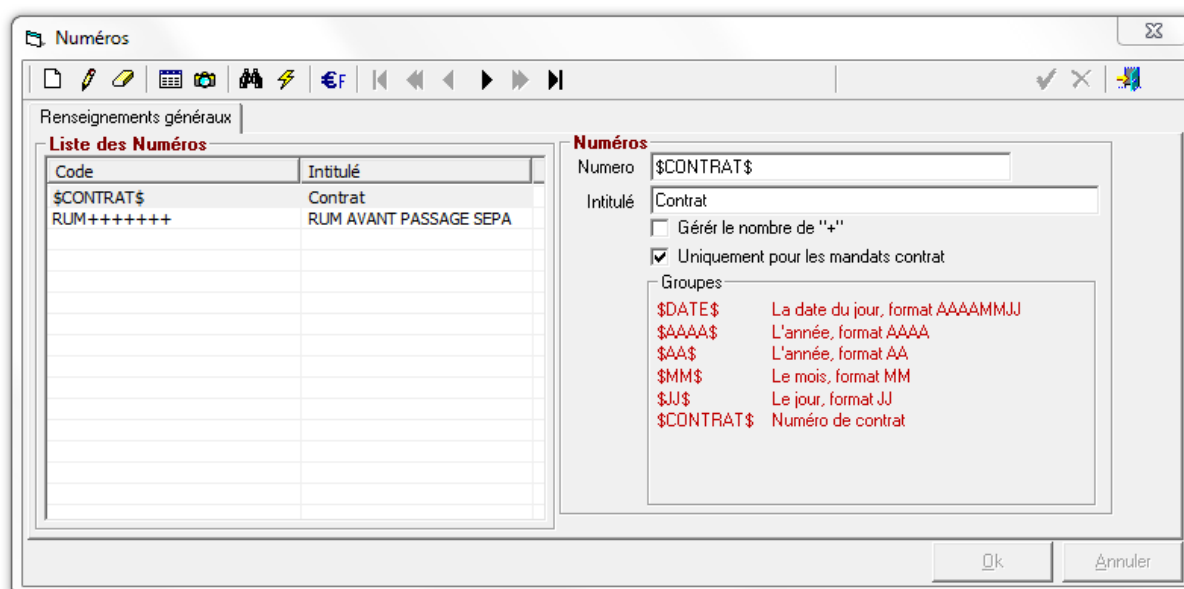 Numéros
€F
Renseignements généraux
Liste des Numéros
Code Intitulé
$CONTRAT$ Contrat
RUM+++++++ RUM AVANT PASSAGE SEPA
Numéros
Numero $CONTRAT$
Intitulé Contrat
Gérér le nombre de "+"
Uniquement pour les mandats contrat
Groupes
$DATE$ La date du jour, format AAAAMMJJ
$AAAA$ L'année, format AAAA
$AA$ L'année, format AA
$MM$ Le mois, format MM
$JJ$ Le jour, format JJ
$CONTRAT$ Numéro de contrat
Ok Annuler